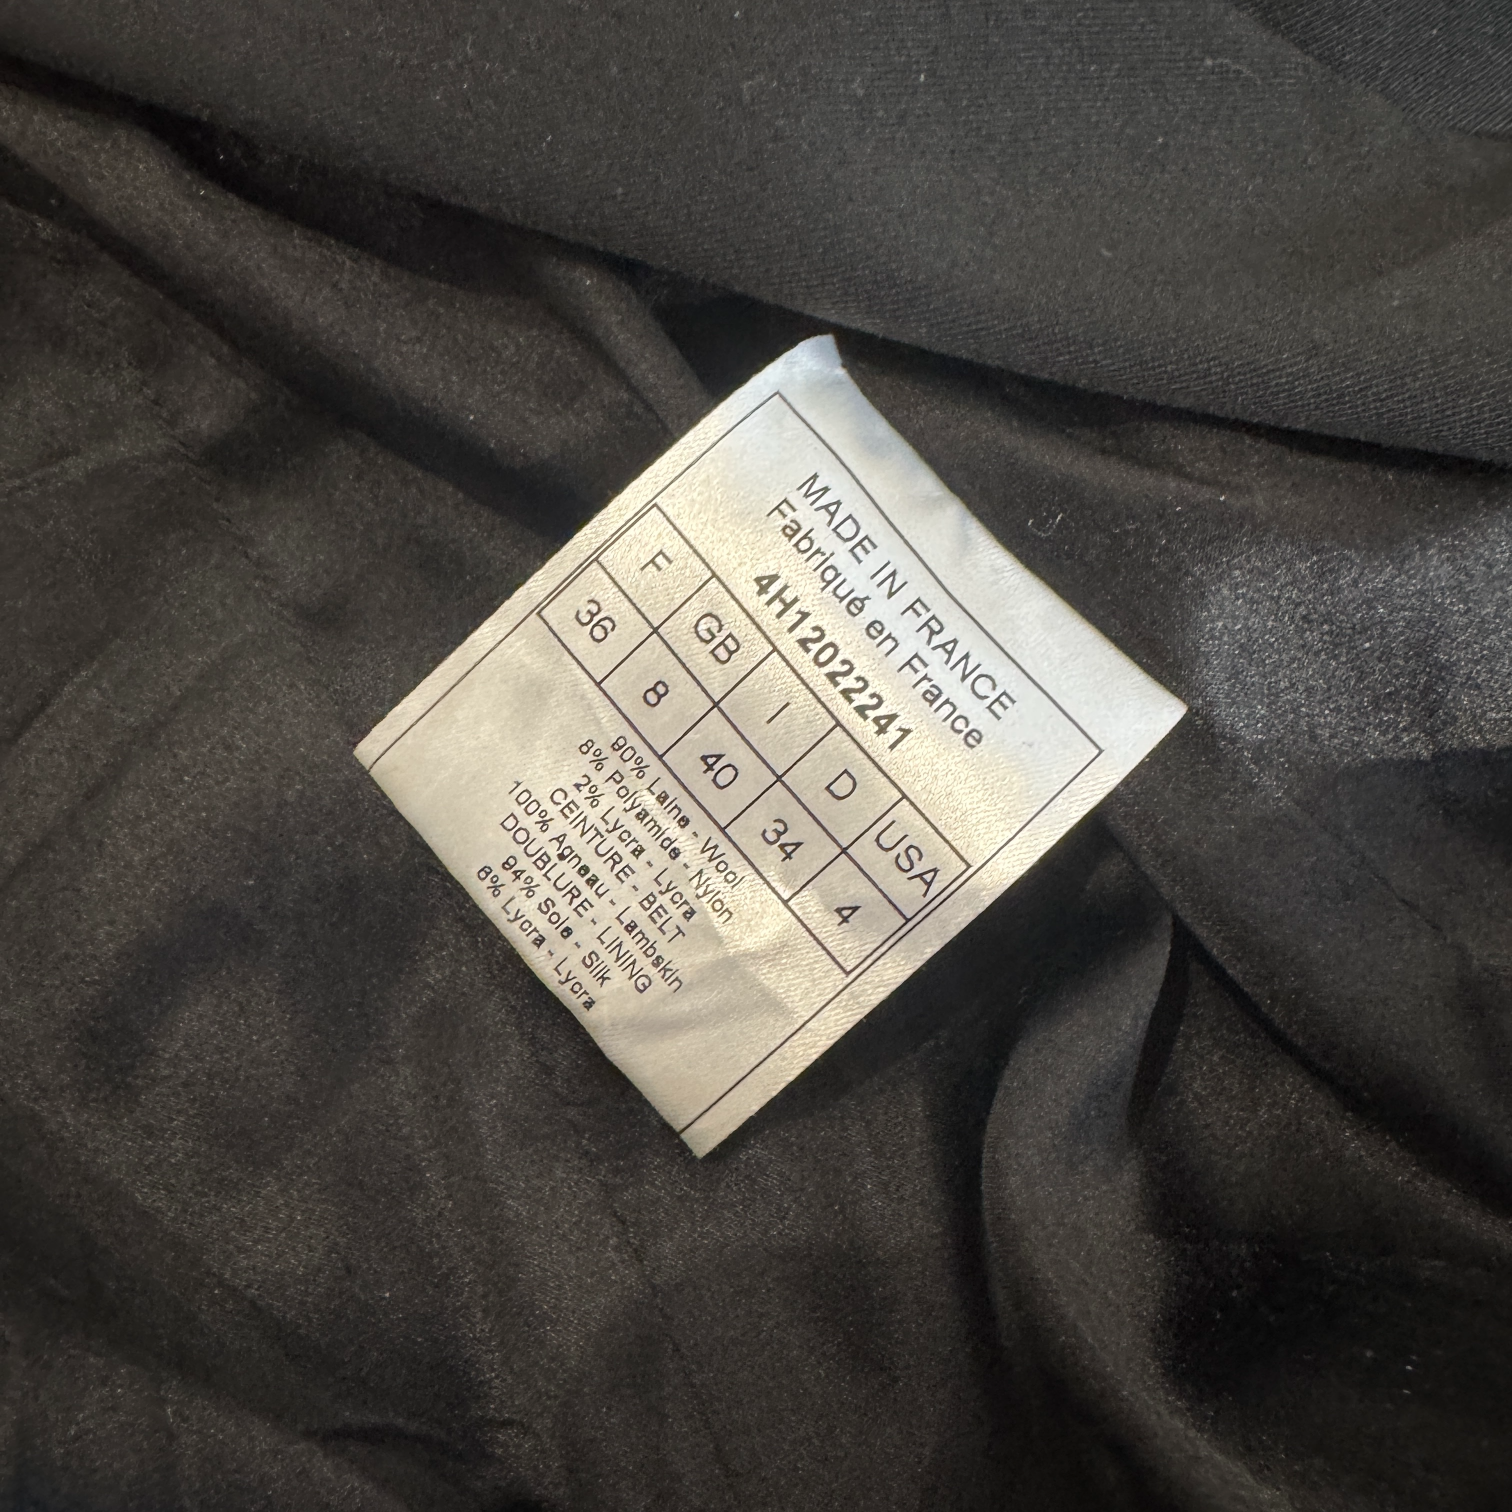 MADE IN FRANCE
Fabriqué en France
4H12022241
F GB I D USA
36 8 40 34 4
90% Laine - Wool
8% Polyamide - Nylon
2% Lycra - Lycra
CEINTURE - BELT
100% Agneau - Lambskin
DOUBLURE - LINING
94% Soie - Silk
6% Lycra - Lycra